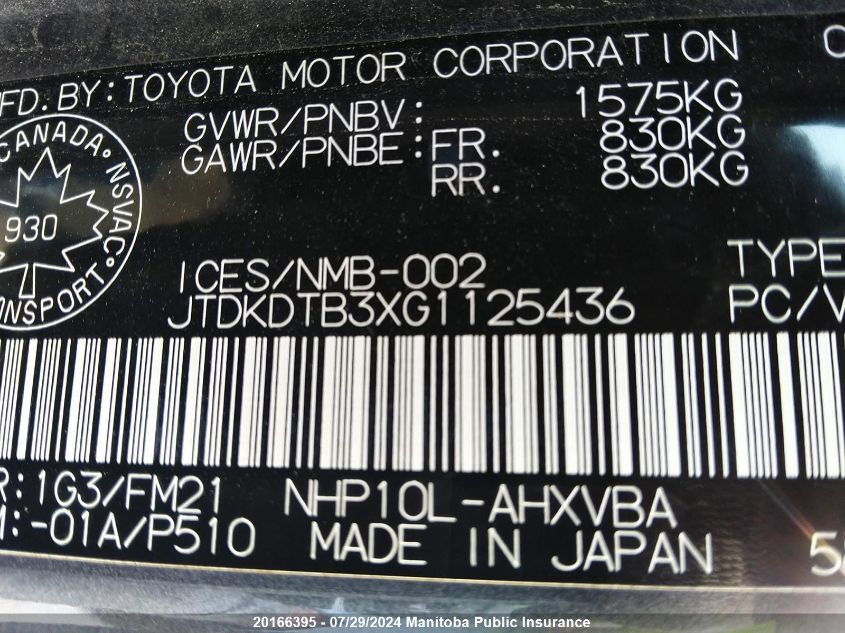 MFD. BY: TOYOTA MOTOR CORPORATION
GVWR/PNBV: 1575KG
GAWR/PNBE: FR. 830KG
RR. 830KG
CANADA
NSVAC
930
TRANSPORT
ICES/NMB-002 TYPE
JTDKDTB3XG1125436 PC/V
R:1G3/FM21 NHP10L-AHXVBA
M:-01A/P510 MADE IN JAPAN
20166395 - 07/29/2024 Manitoba Public Insurance